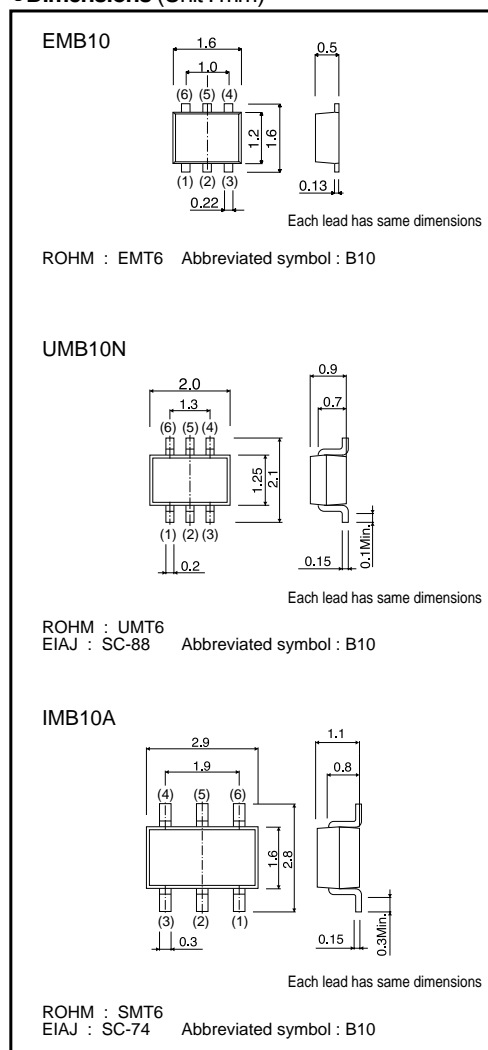 Dimensions (Unit : mm)
EMB10
1.6
1.0
0.5
(6) (5) (4)
1.2
1.6
(1) (2) (3)
0.22
0.13
Each lead has same dimensions
ROHM : EMT6 Abbreviated symbol : B10
UMB10N
2.0
1.3
0.9
0.7
(6) (5) (4)
1.25
2.1
(1) (2) (3)
0.2
0.15
0.1Min.
Each lead has same dimensions
ROHM : UMT6
EIAJ : SC-88 Abbreviated symbol : B10
IMB10A
2.9
1.9
1.1
0.8
(4) (5) (6)
1.6
2.8
(3) (2) (1)
0.3
0.15
0.3Min.
Each lead has same dimensions
ROHM : SMT6
EIAJ : SC-74 Abbreviated symbol : B10